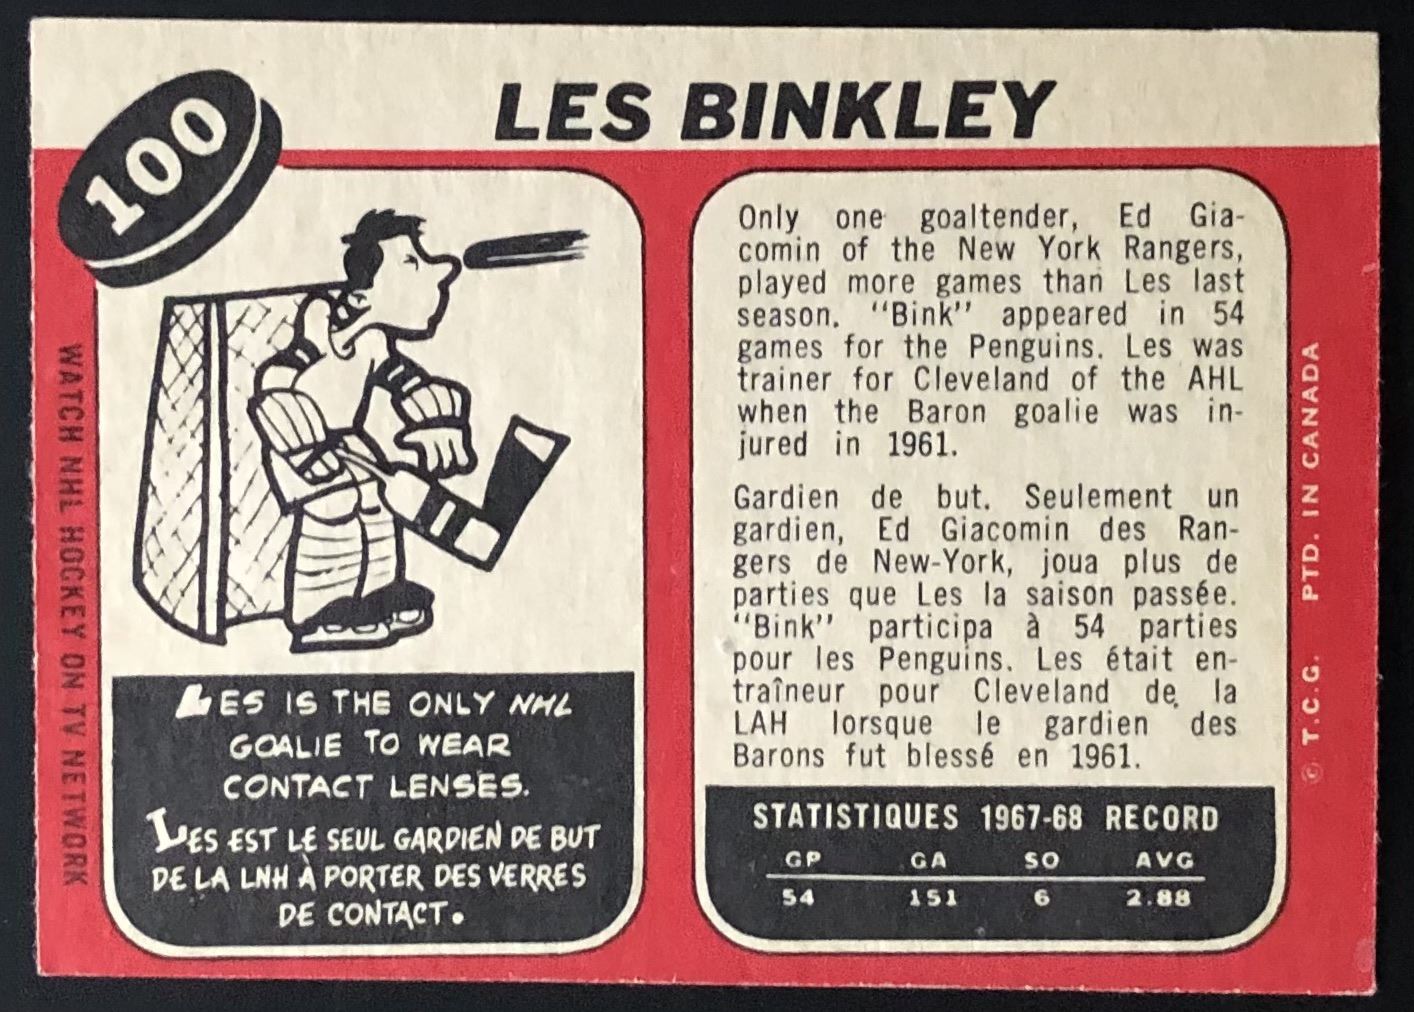 100
LES BINKLEY
WATCH NHL HOCKEY ON TV NETWORK
LES IS THE ONLY NHL
GOALIE TO WEAR
CONTACT LENSES.
LES EST LE SEUL GARDIEN DE BUT
DE LA LNH À PORTER DES VERRES
DE CONTACT.
Only one goaltender, Ed Gia-
comin of the New York Rangers,
played more games than Les last
season. "Bink" appeared in 54
games for the Penguins. Les was
trainer for Cleveland of the AHL
when the Baron goalie was in-
jured in 1961.
Gardien de but. Seulement un
gardien, Ed Giacomin des Ran-
gers de New-York, joua plus de
parties que Les la saison passée.
"Bink" participa à 54 parties
pour les Penguins. Les était en-
traîneur pour Cleveland de la
LAH lorsque le gardien des
Barons fut blessé en 1961.
STATISTIQUES 1967-68 RECORD
GP GA SO AVG
54 151 6 2.88
© T.C.G. PTD. IN CANADA